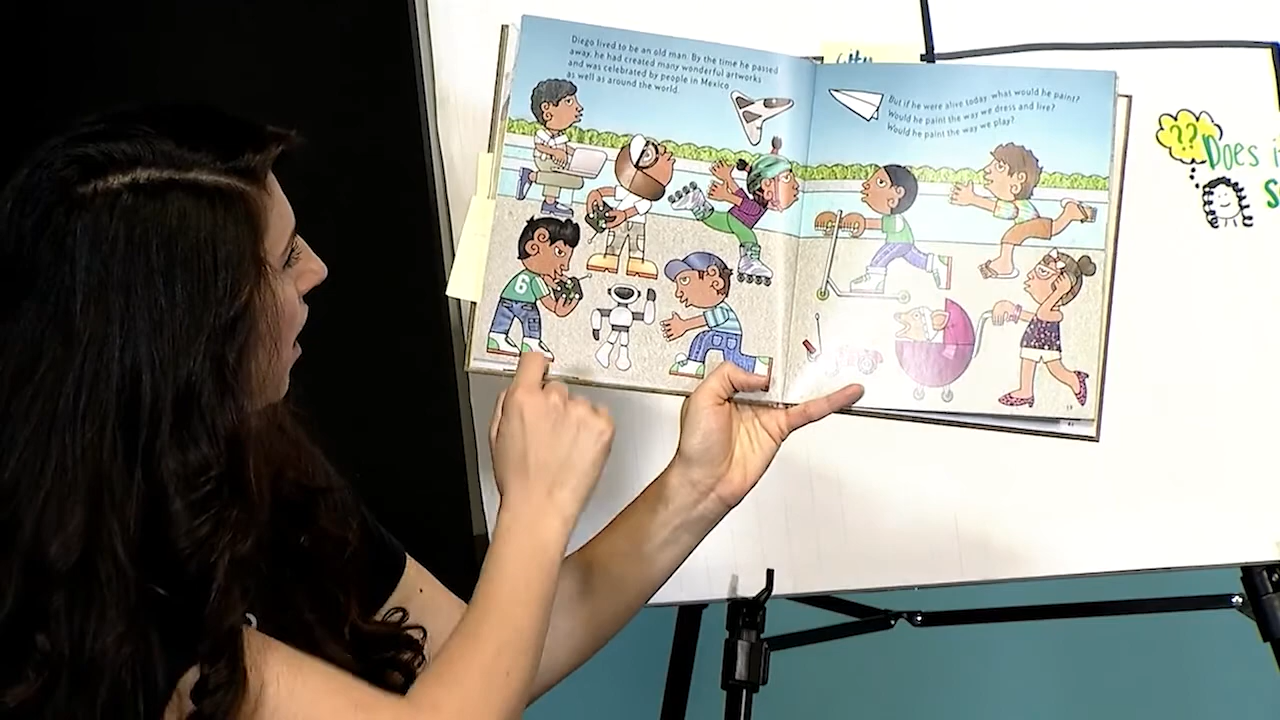 Diego lived to be an old man. By the time he passed
away, he had created many wonderful artworks
and was celebrated by people in Mexico
as well as around the world.
But if he were alive today, what would he paint?
Would he paint the way we dress and live?
Would he paint the way we play?
6
??
Does i
S